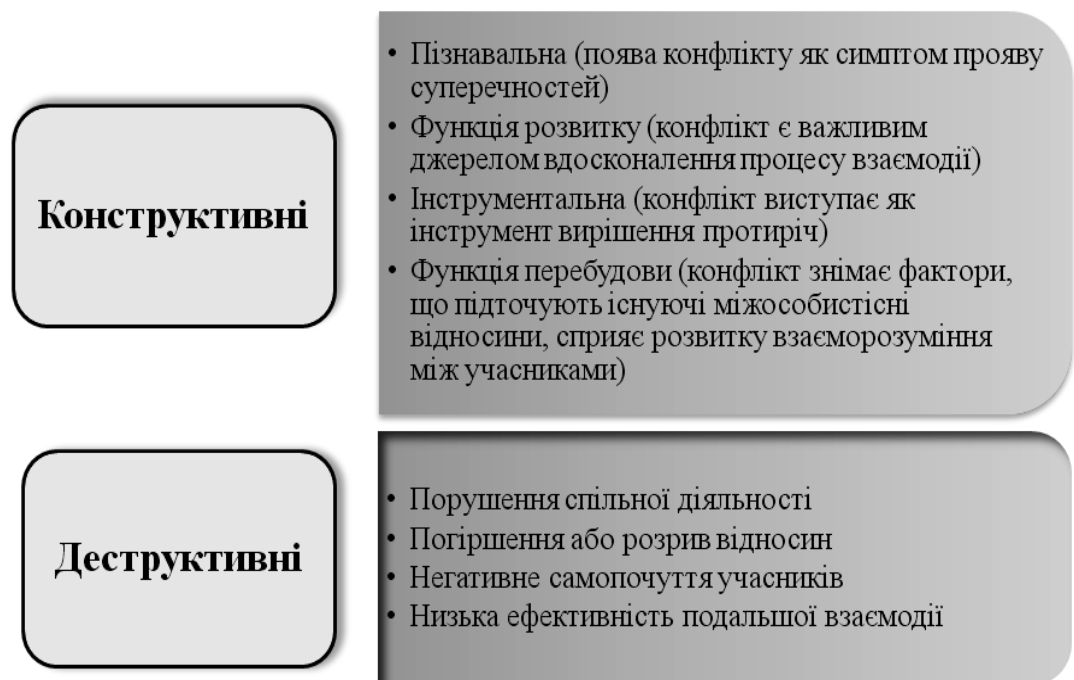 Конструктивні
• Пізнавальна (поява конфлікту як симптом прояву
суперечностей)
• Функція розвитку (конфлікт є важливим
джерелом вдосконалення процесу взаємодії)
• Інструментальна (конфлікт виступає як
інструмент вирішення протиріч)
• Функція перебудови (конфлікт знімає фактори,
що підточують існуючі міжособистісні
відносини, сприяє розвитку взаєморозуміння
між учасниками)
Деструктивні
• Порушення спільної діяльності
• Погіршення або розрив відносин
• Негативне самопочуття учасників
• Низька ефективність подальшої взаємодії